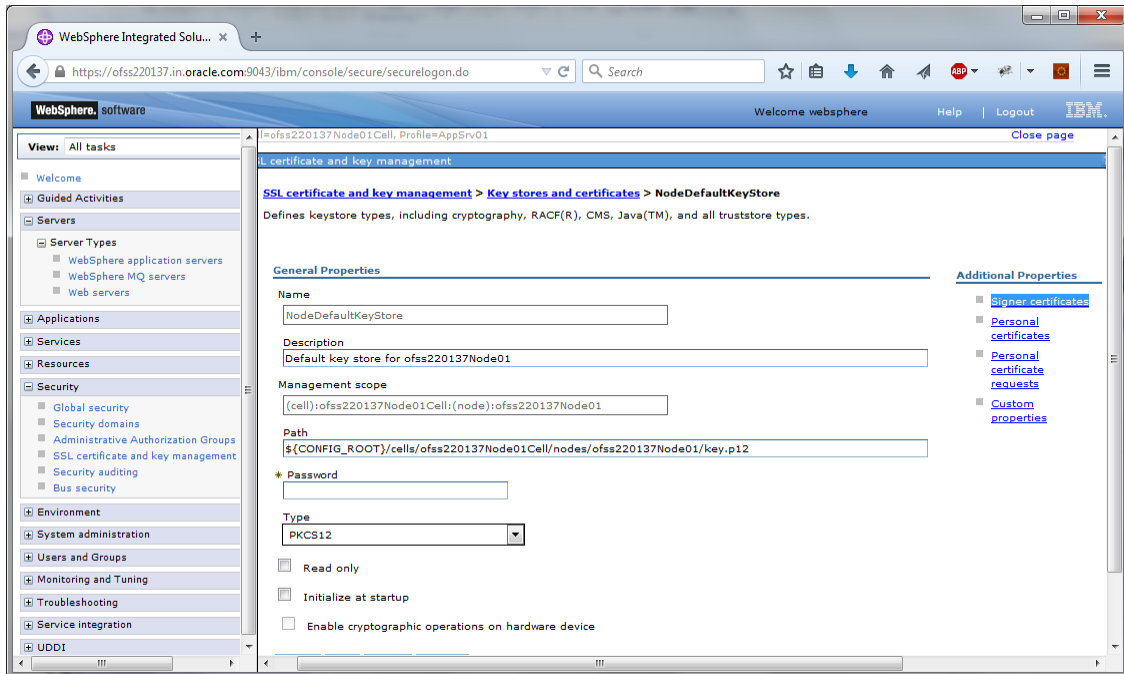 WebSphere Integrated Solu... × +
https://ofss220137.in.oracle.com:9043/ibm/console/secure/securelogon.do
Search
ABP
WebSphere. software
Welcome websphere
Help | Logout
IBM.
View: All tasks
Welcome
Guided Activities
Servers
Server Types
WebSphere application servers
WebSphere MQ servers
Web servers
Applications
Services
Resources
Security
Global security
Security domains
Administrative Authorization Groups
SSL certificate and key management
Security auditing
Bus security
Environment
System administration
Users and Groups
Monitoring and Tuning
Troubleshooting
Service integration
UDDI
l=ofss220137Node01Cell, Profile=AppSrv01
Close page
SL certificate and key management
SSL certificate and key management > Key stores and certificates > NodeDefaultKeyStore
Defines keystore types, including cryptography, RACF(R), CMS, Java(TM), and all truststore types.
General Properties
Name
NodeDefaultKeyStore
Description
Default key store for ofss220137Node01
Management scope
(cell):ofss220137Node01Cell:(node):ofss220137Node01
Path
${CONFIG_ROOT}/cells/ofss220137Node01Cell/nodes/ofss220137Node01/key.p12
* Password
Type
PKCS12
Read only
Initialize at startup
Enable cryptographic operations on hardware device
Additional Properties
Signer certificates
Personal
certificates
Personal
certificate
requests
Custom
properties